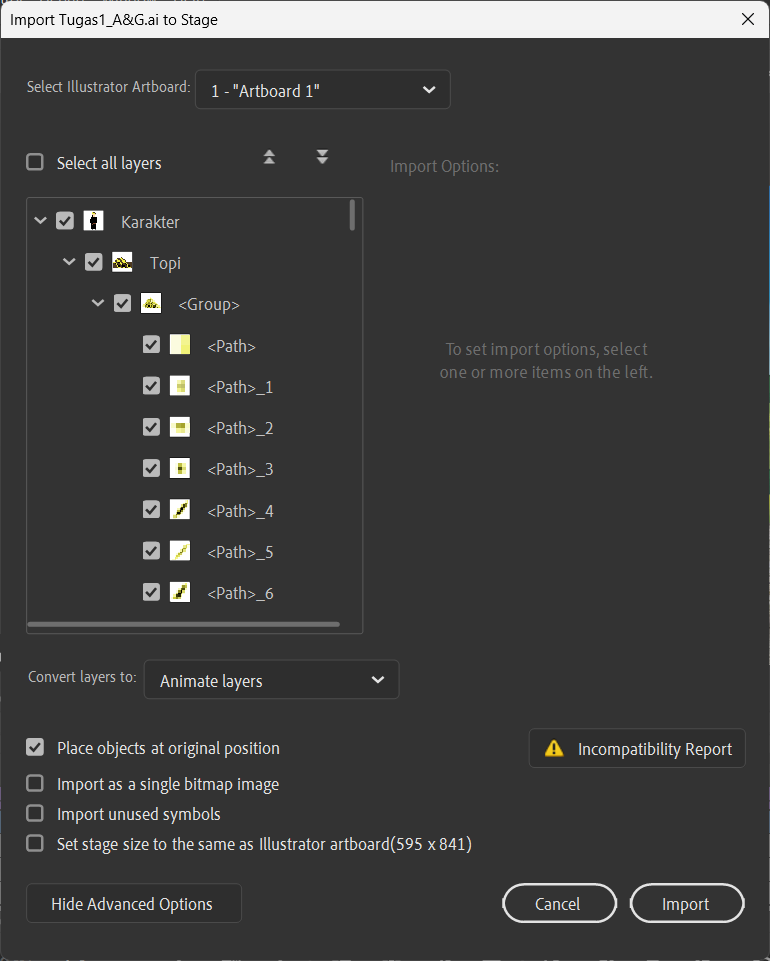 Import Tugas1_A&G.ai to Stage
Select Illustrator Artboard:
1 - "Artboard 1"
Select all layers
Import Options:
Karakter
Topi
<Group>
<Path>
<Path>_1
<Path>_2
<Path>_3
<Path>_4
<Path>_5
<Path>_6
To set import options, select
one or more items on the left.
Convert layers to:
Animate layers
Place objects at original position
Incompatibility Report
Import as a single bitmap image
Import unused symbols
Set stage size to the same as Illustrator artboard(595 x 841)
Hide Advanced Options
Cancel
Import